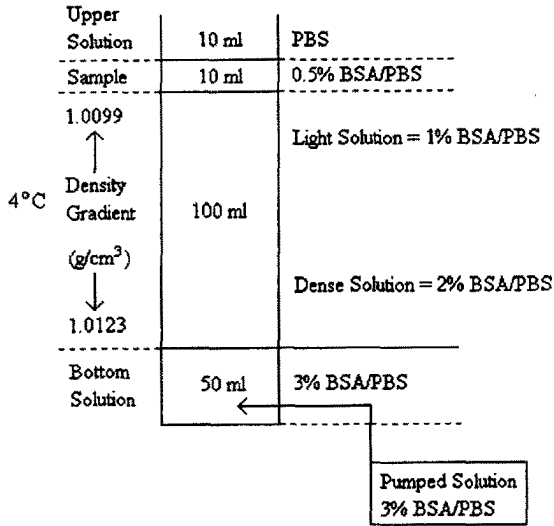 Upper
Solution
10 ml
PBS
Sample
10 ml
0.5% BSA/PBS
1.0099
Light Solution = 1% BSA/PBS
4°C
Density
Gradient
100 ml
(g/cm³)
Dense Solution = 2% BSA/PBS
1.0123
Bottom
Solution
50 ml
3% BSA/PBS
Pumped Solution
3% BSA/PBS